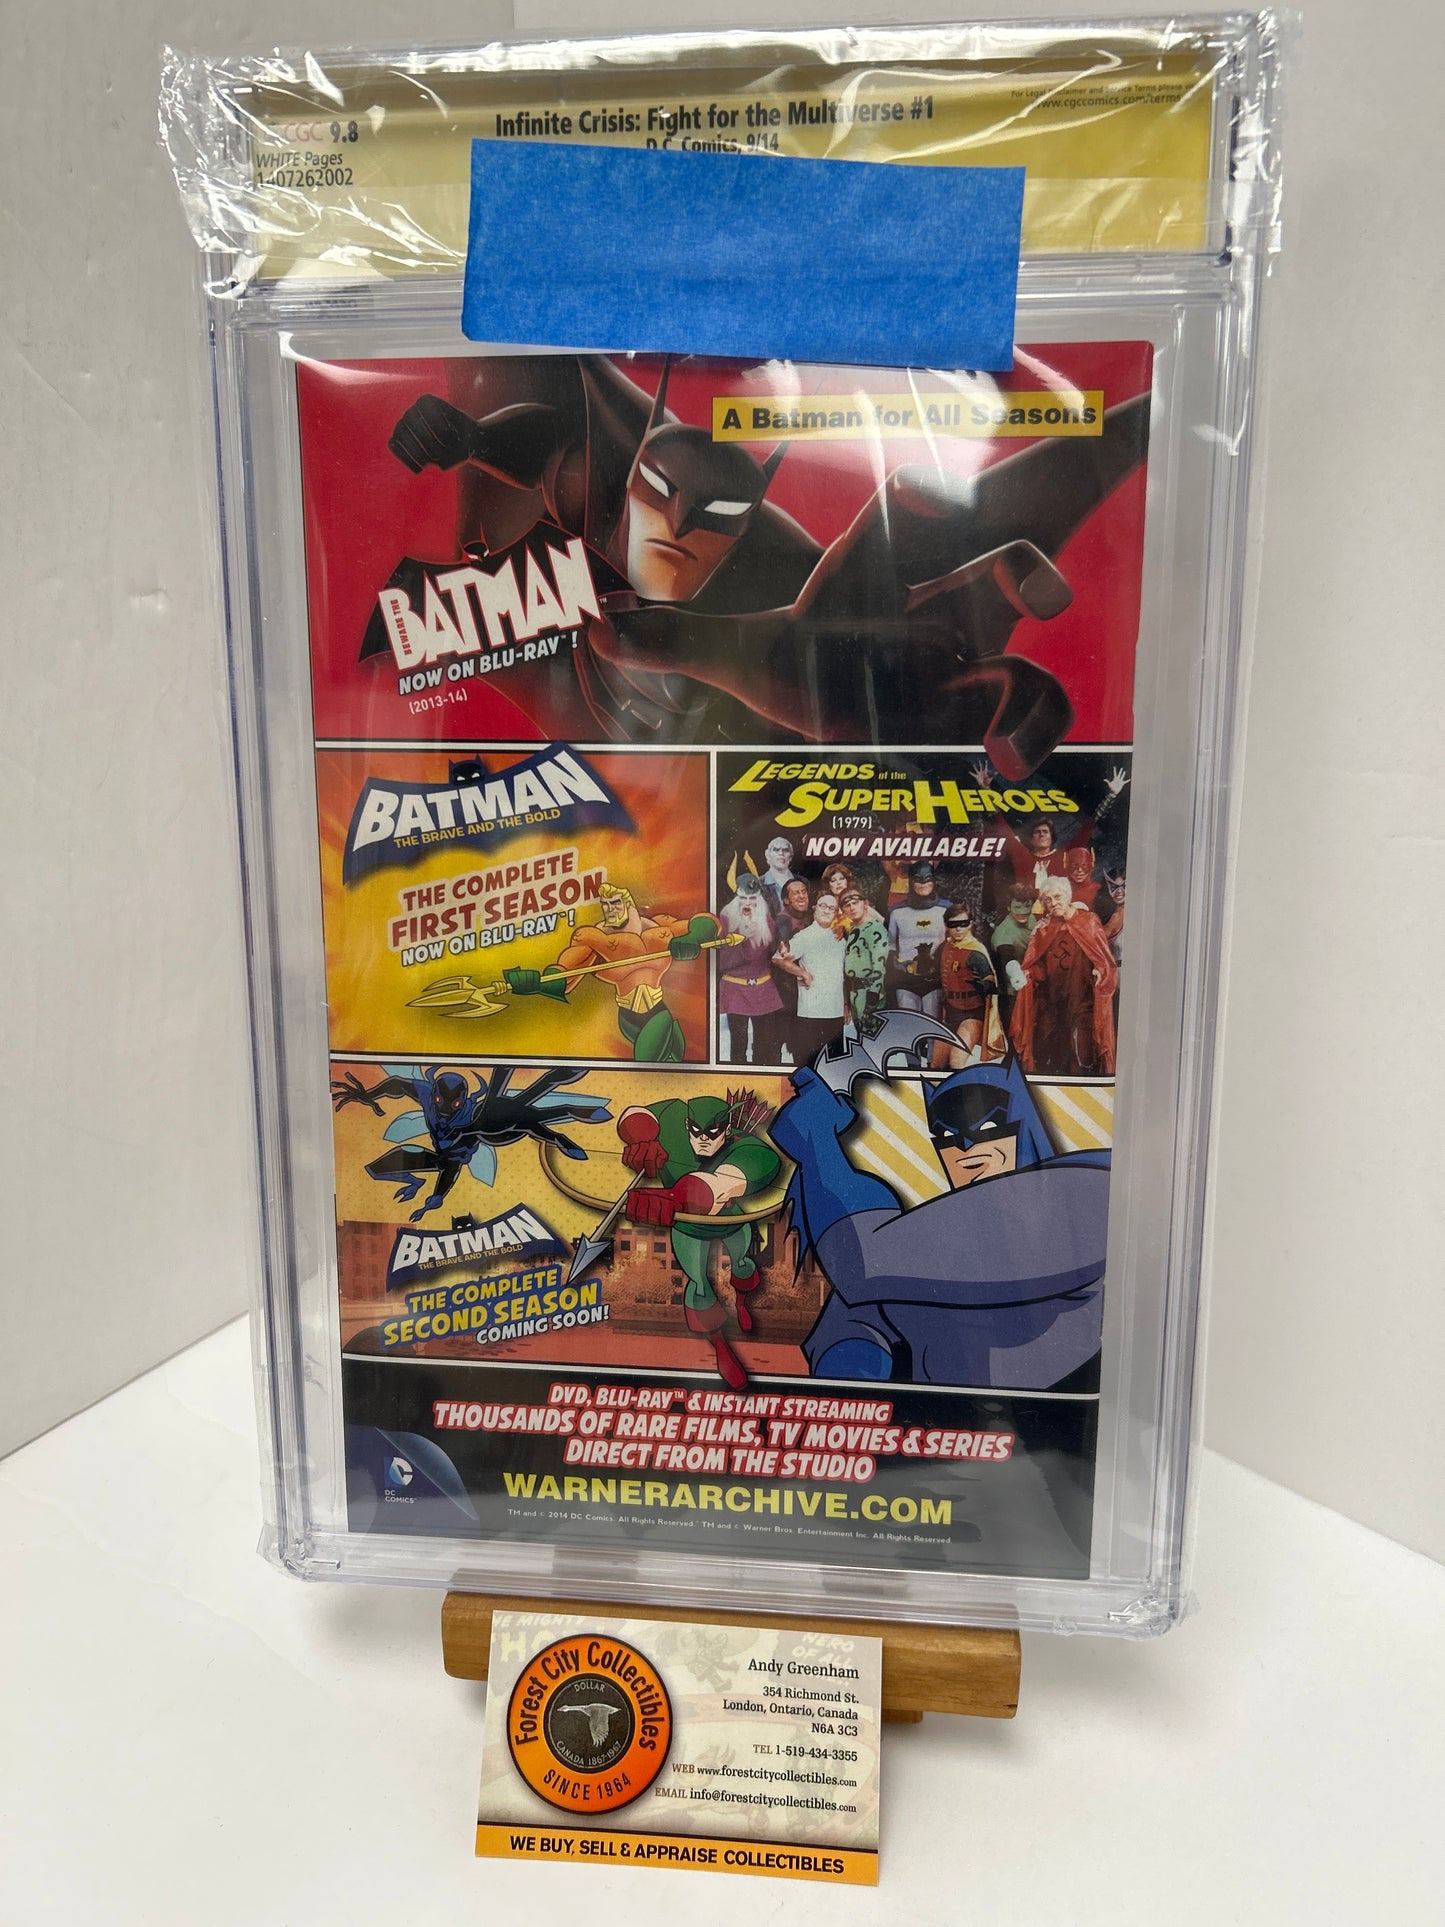 CGC 9.8
WHITE Pages
1407262002
Infinite Crisis: Fight for the Multiverse #1
D.C. Comics, 9/14
For Legal Disclaimer and Service Terms please
www.cgccomics.com/terms
A Batman for All Seasons
BEWARE THE
BATMAN™
NOW ON BLU-RAY™!
(2013-14)
BATMAN
THE BRAVE AND THE BOLD
THE COMPLETE
FIRST SEASON
NOW ON BLU-RAY™!
LEGENDS of the
SUPERHEROES
(1979)
NOW AVAILABLE!
BATMAN
THE BRAVE AND THE BOLD
THE COMPLETE
SECOND SEASON
COMING SOON!
DVD, BLU-RAY™ & INSTANT STREAMING
THOUSANDS OF RARE FILMS, TV MOVIES & SERIES
DIRECT FROM THE STUDIO
WARNERARCHIVE.COM
DC
COMICS™
TM and © 2014 DC Comics. All Rights Reserved. TM and © Warner Bros. Entertainment Inc. All Rights Reserved
Forest City Collectibles
DOLLAR
CANADA 1867-1967
SINCE 1964
Andy Greenham
354 Richmond St.
London, Ontario, Canada
N6A 3C3
TEL 1-519-434-3355
WEB www.forestcitycollectibles.com
EMAIL info@forestcitycollectibles.com
WE BUY, SELL & APPRAISE COLLECTIBLES